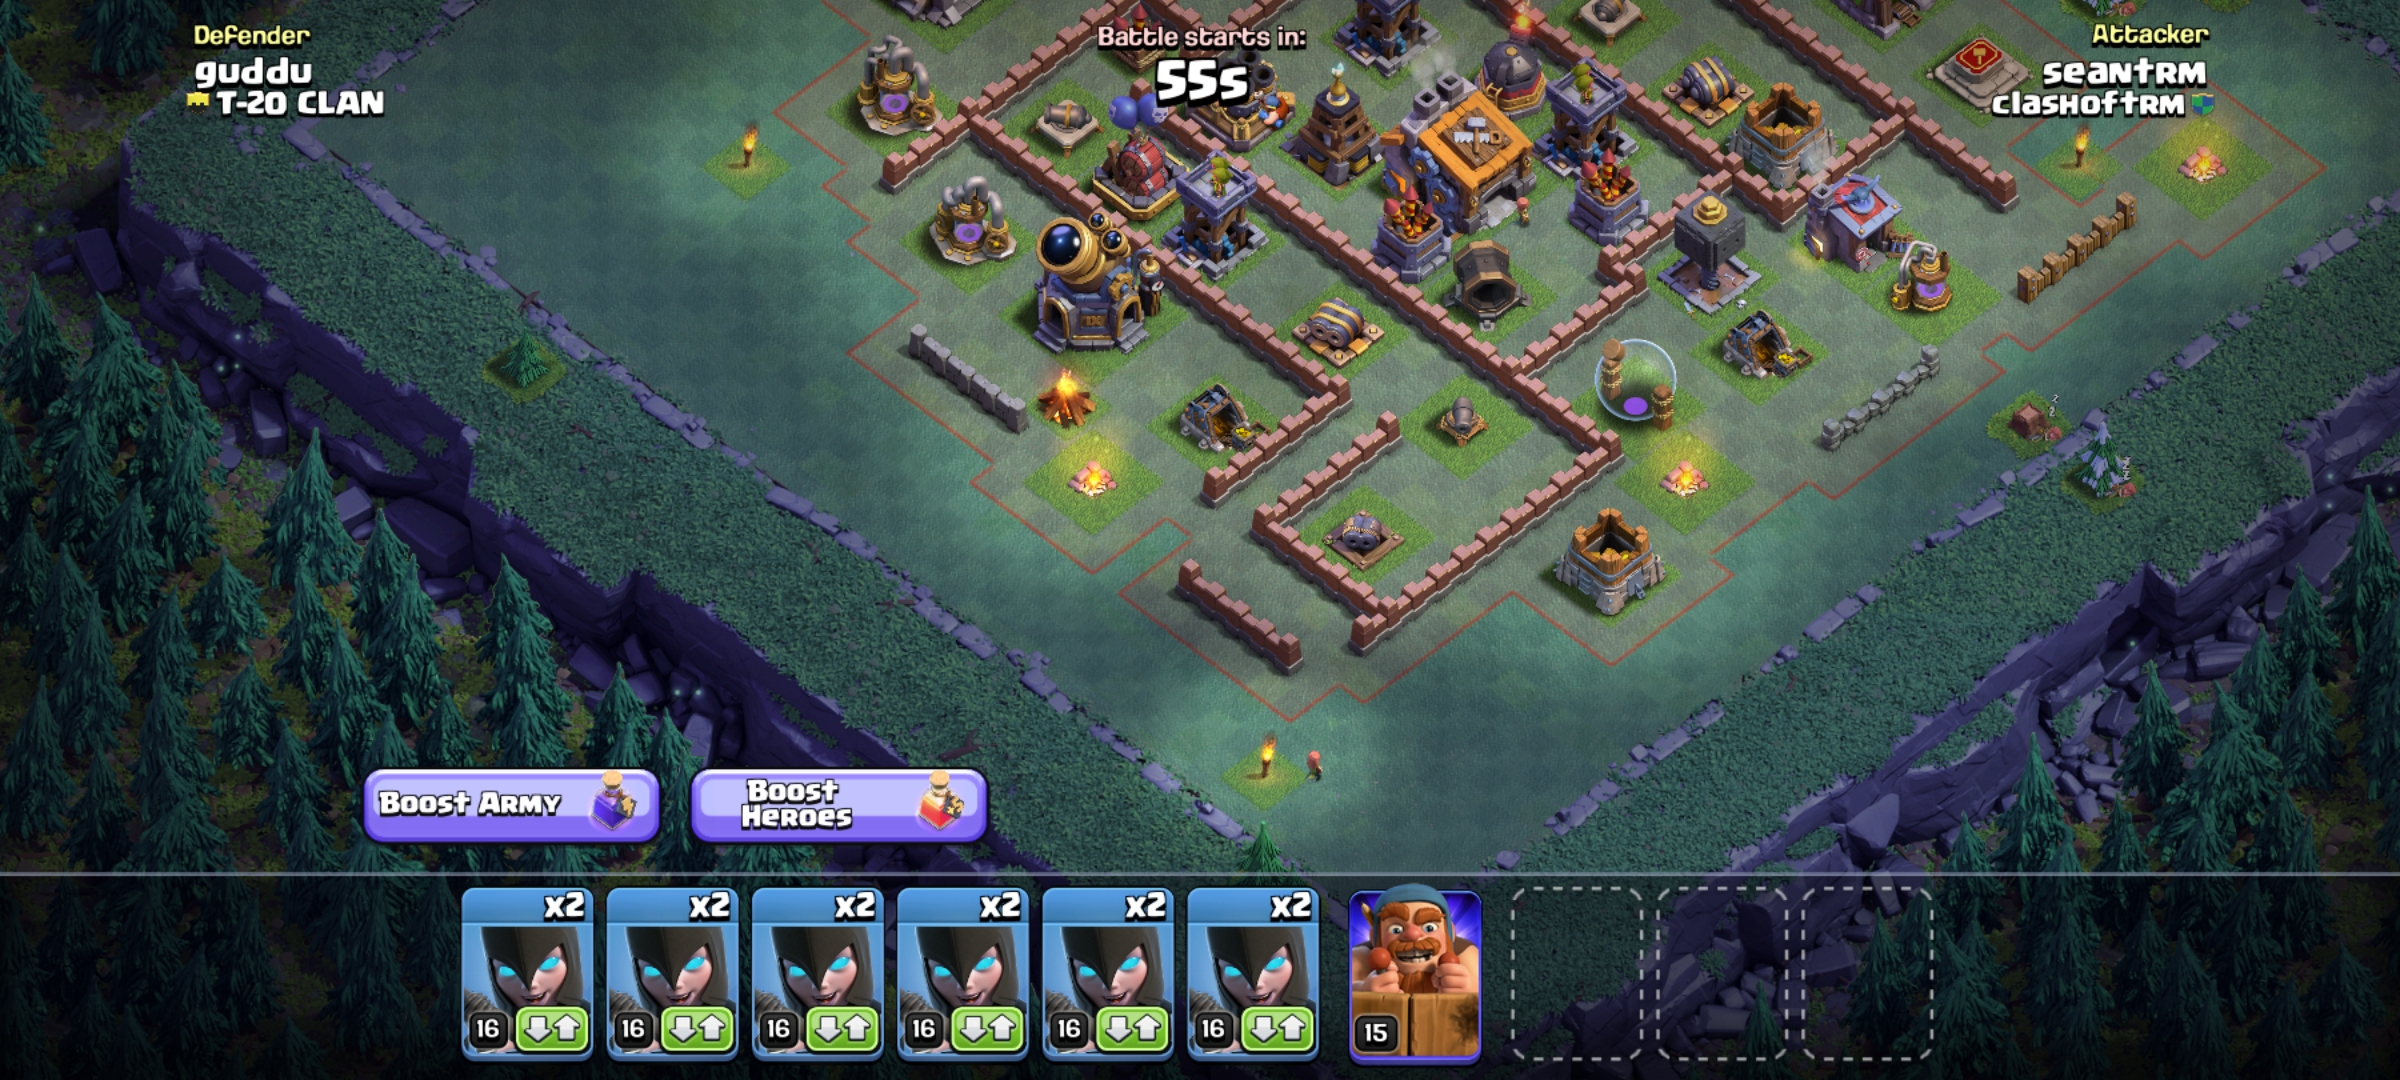 Defender
guddu
T-20 CLAN
Battle starts in:
55s
Attacker
seantRM
clashoftRM
Boost Army
Boost
Heroes
x2
x2
x2
x2
x2
x2
16
16
16
16
16
16
15